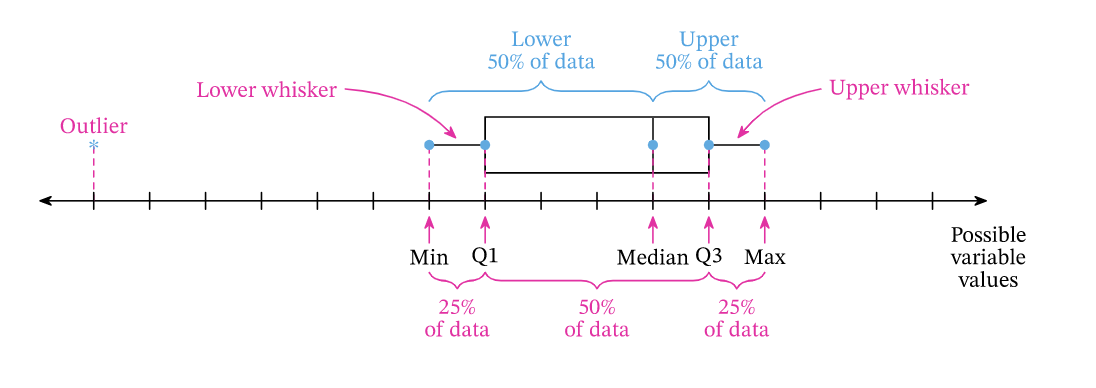 Lower
50% of data
Upper
50% of data
Lower whisker
Upper whisker
Outlier
*
Min
Q1
Median
Q3
Max
Possible
variable
values
25%
of data
50%
of data
25%
of data